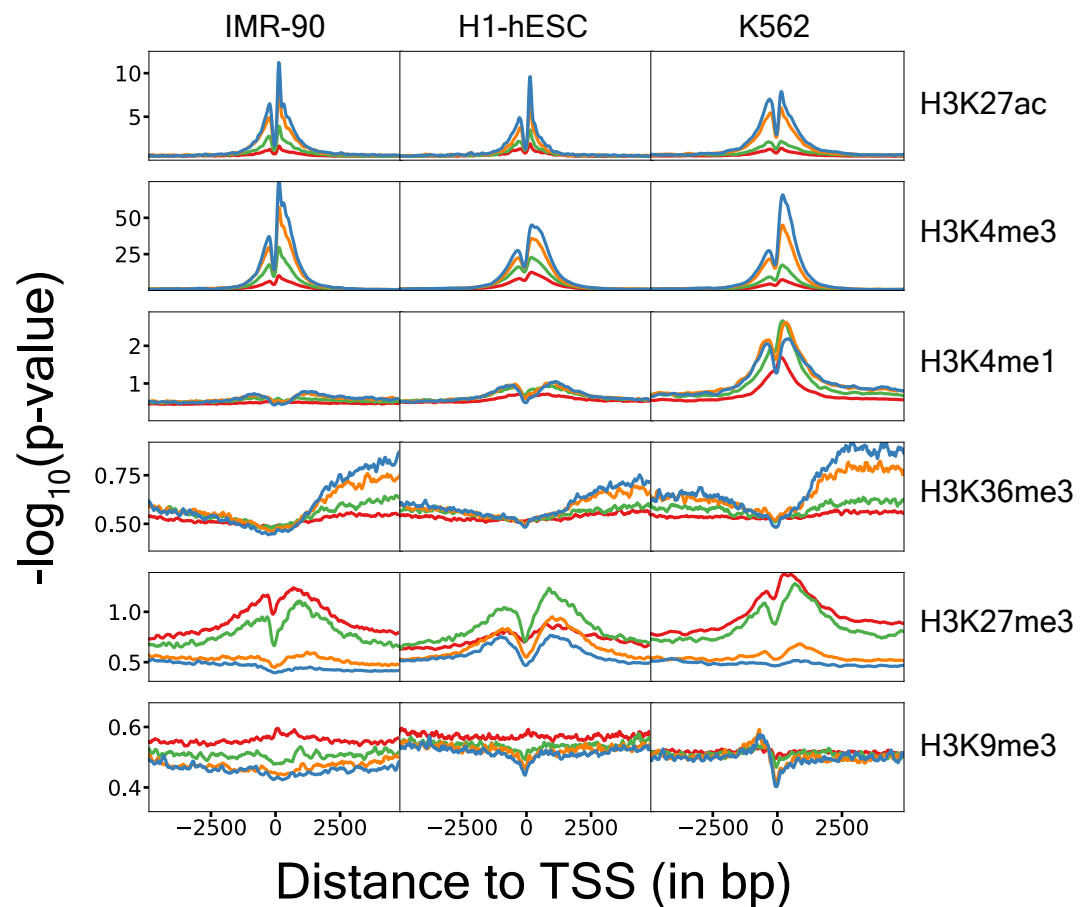 IMR-90 H1-hESC K562
10
5
H3K27ac
50
25
H3K4me3
2
1
H3K4me1
0.75
0.50
H3K36me3
1.0
0.5
H3K27me3
0.6
0.4
H3K9me3
−2500 0 2500 −2500 0 2500 −2500 0 2500
-log10(p-value)
Distance to TSS (in bp)